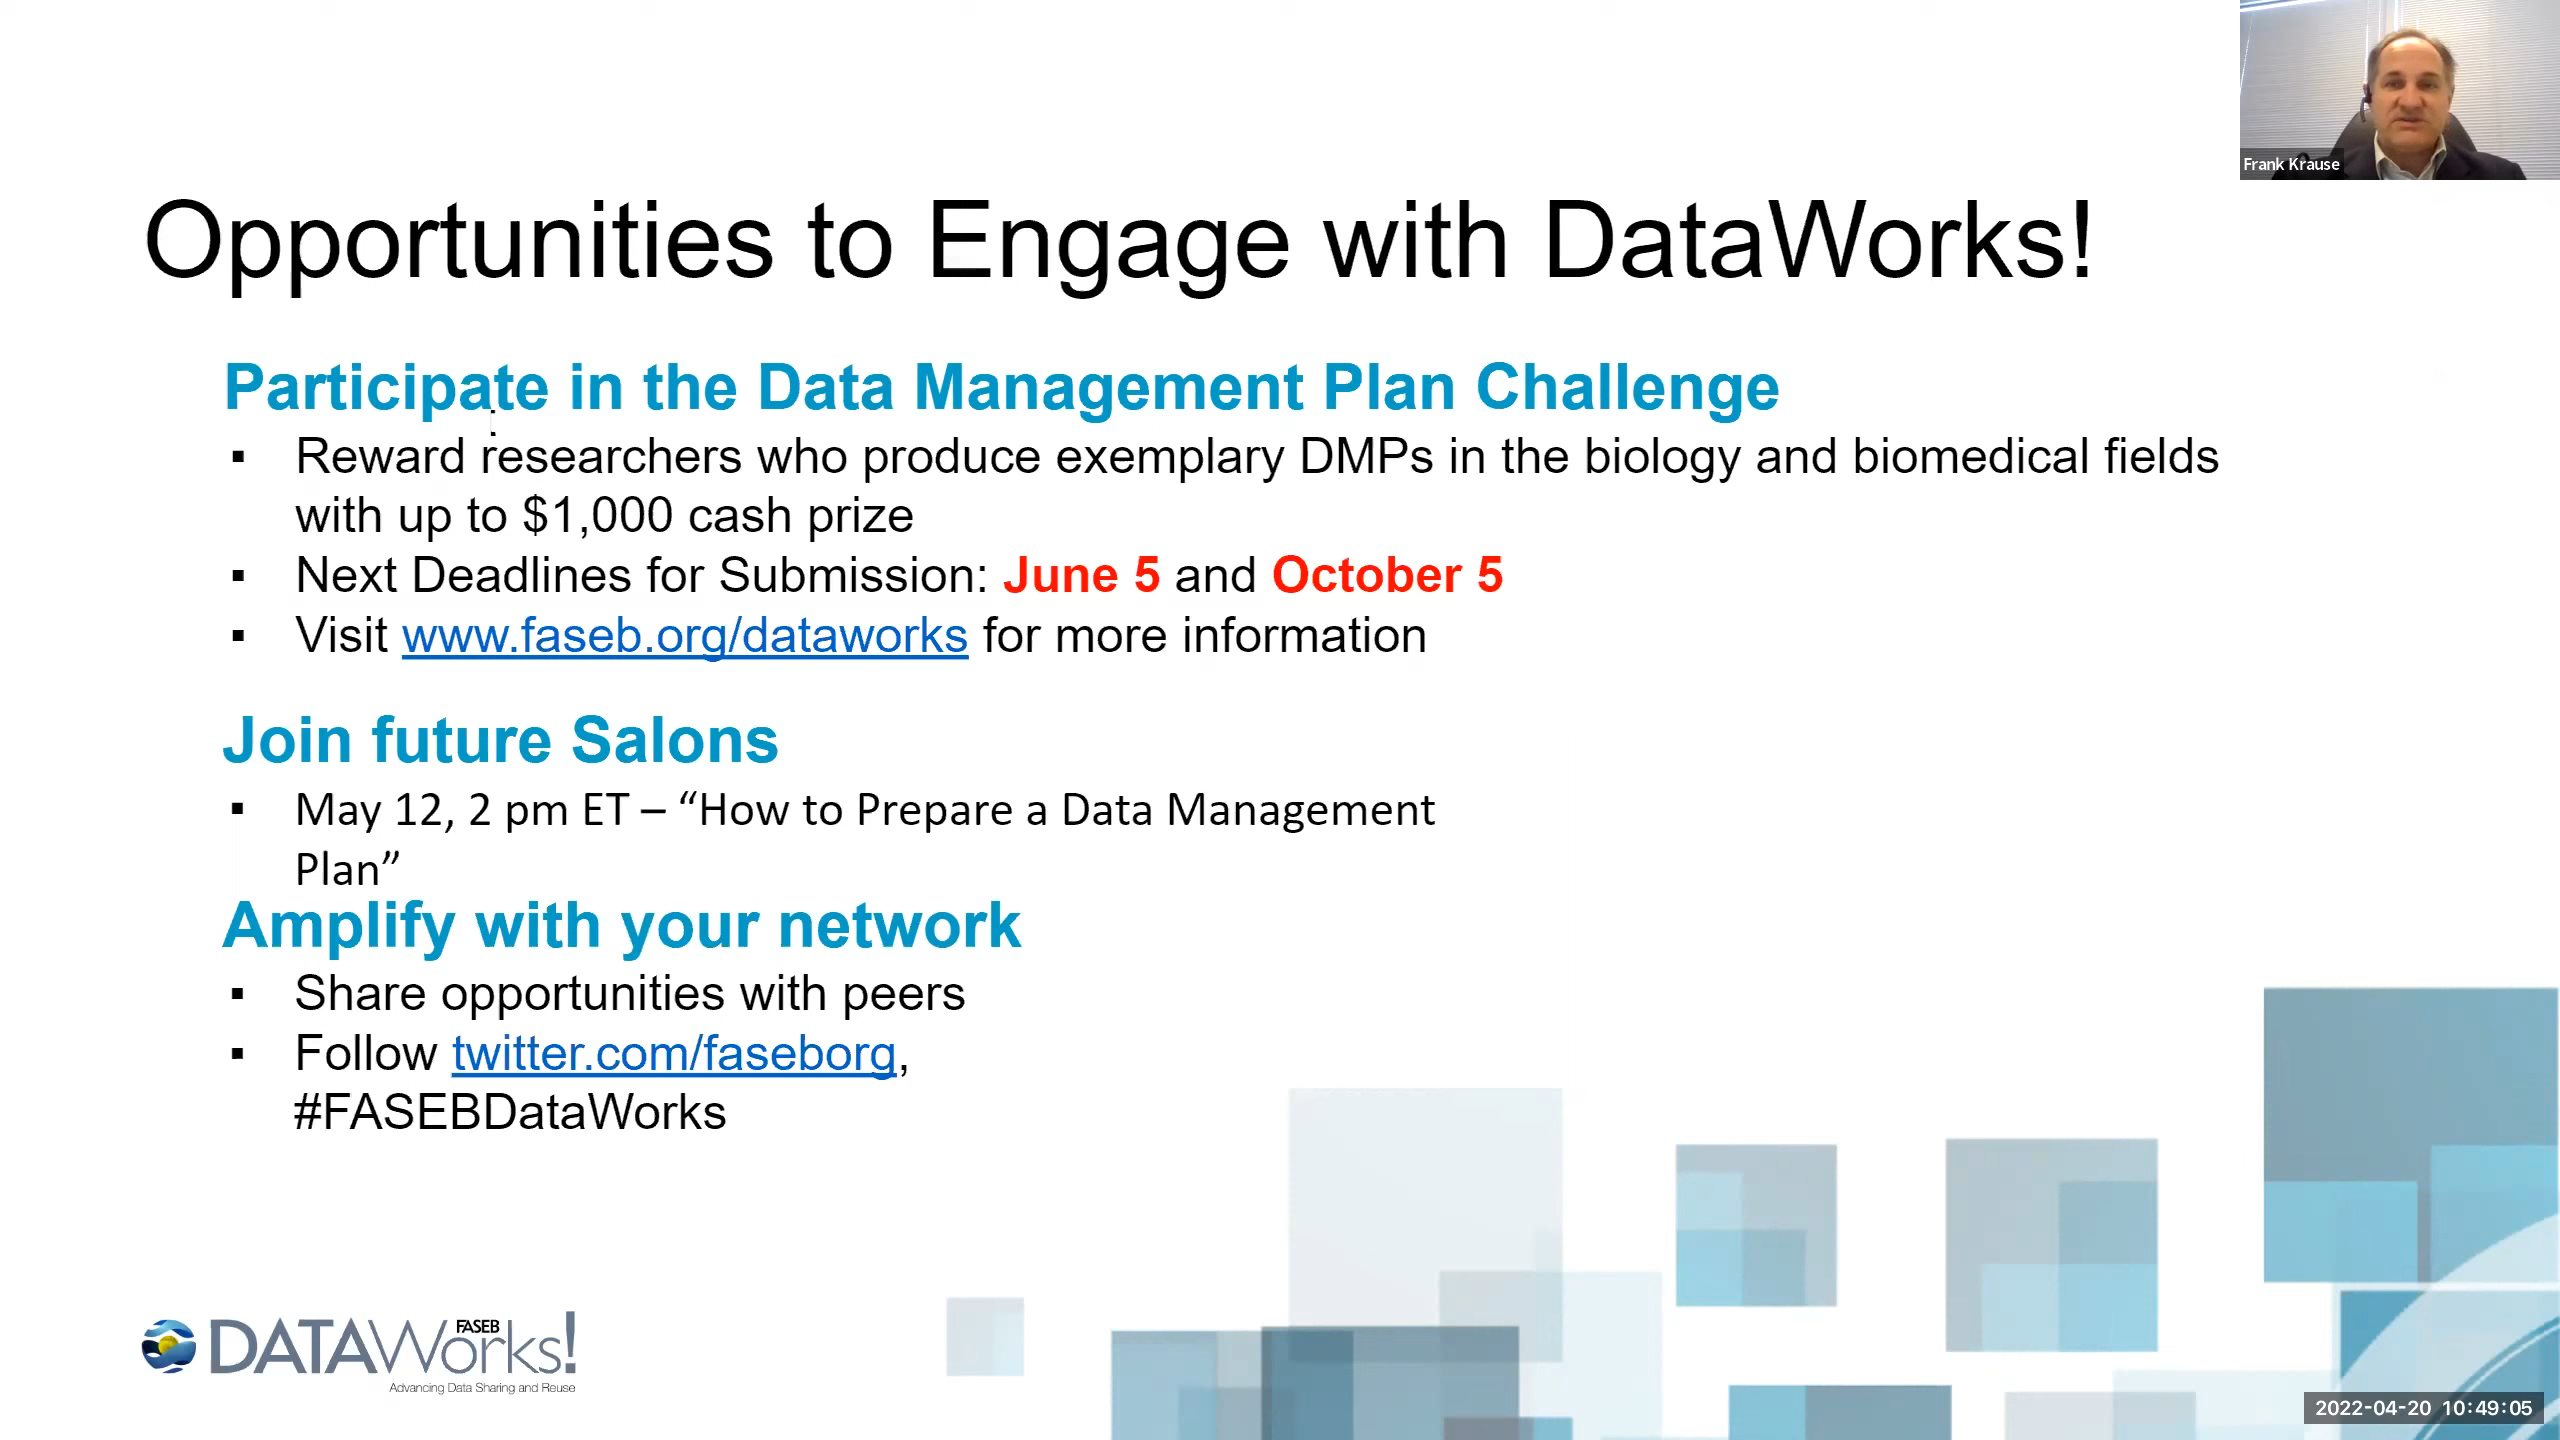 Frank Krause
Opportunities to Engage with DataWorks!
Participate in the Data Management Plan Challenge
▪ Reward researchers who produce exemplary DMPs in the biology and biomedical fields
with up to $1,000 cash prize
▪ Next Deadlines for Submission: June 5 and October 5
▪ Visit www.faseb.org/dataworks for more information
Join future Salons
▪ May 12, 2 pm ET – “How to Prepare a Data Management
Plan”
Amplify with your network
▪ Share opportunities with peers
▪ Follow twitter.com/faseborg,
#FASEBDataWorks
FASEB
DATAWorks!
Advancing Data Sharing and Reuse
2022-04-20 10:49:05